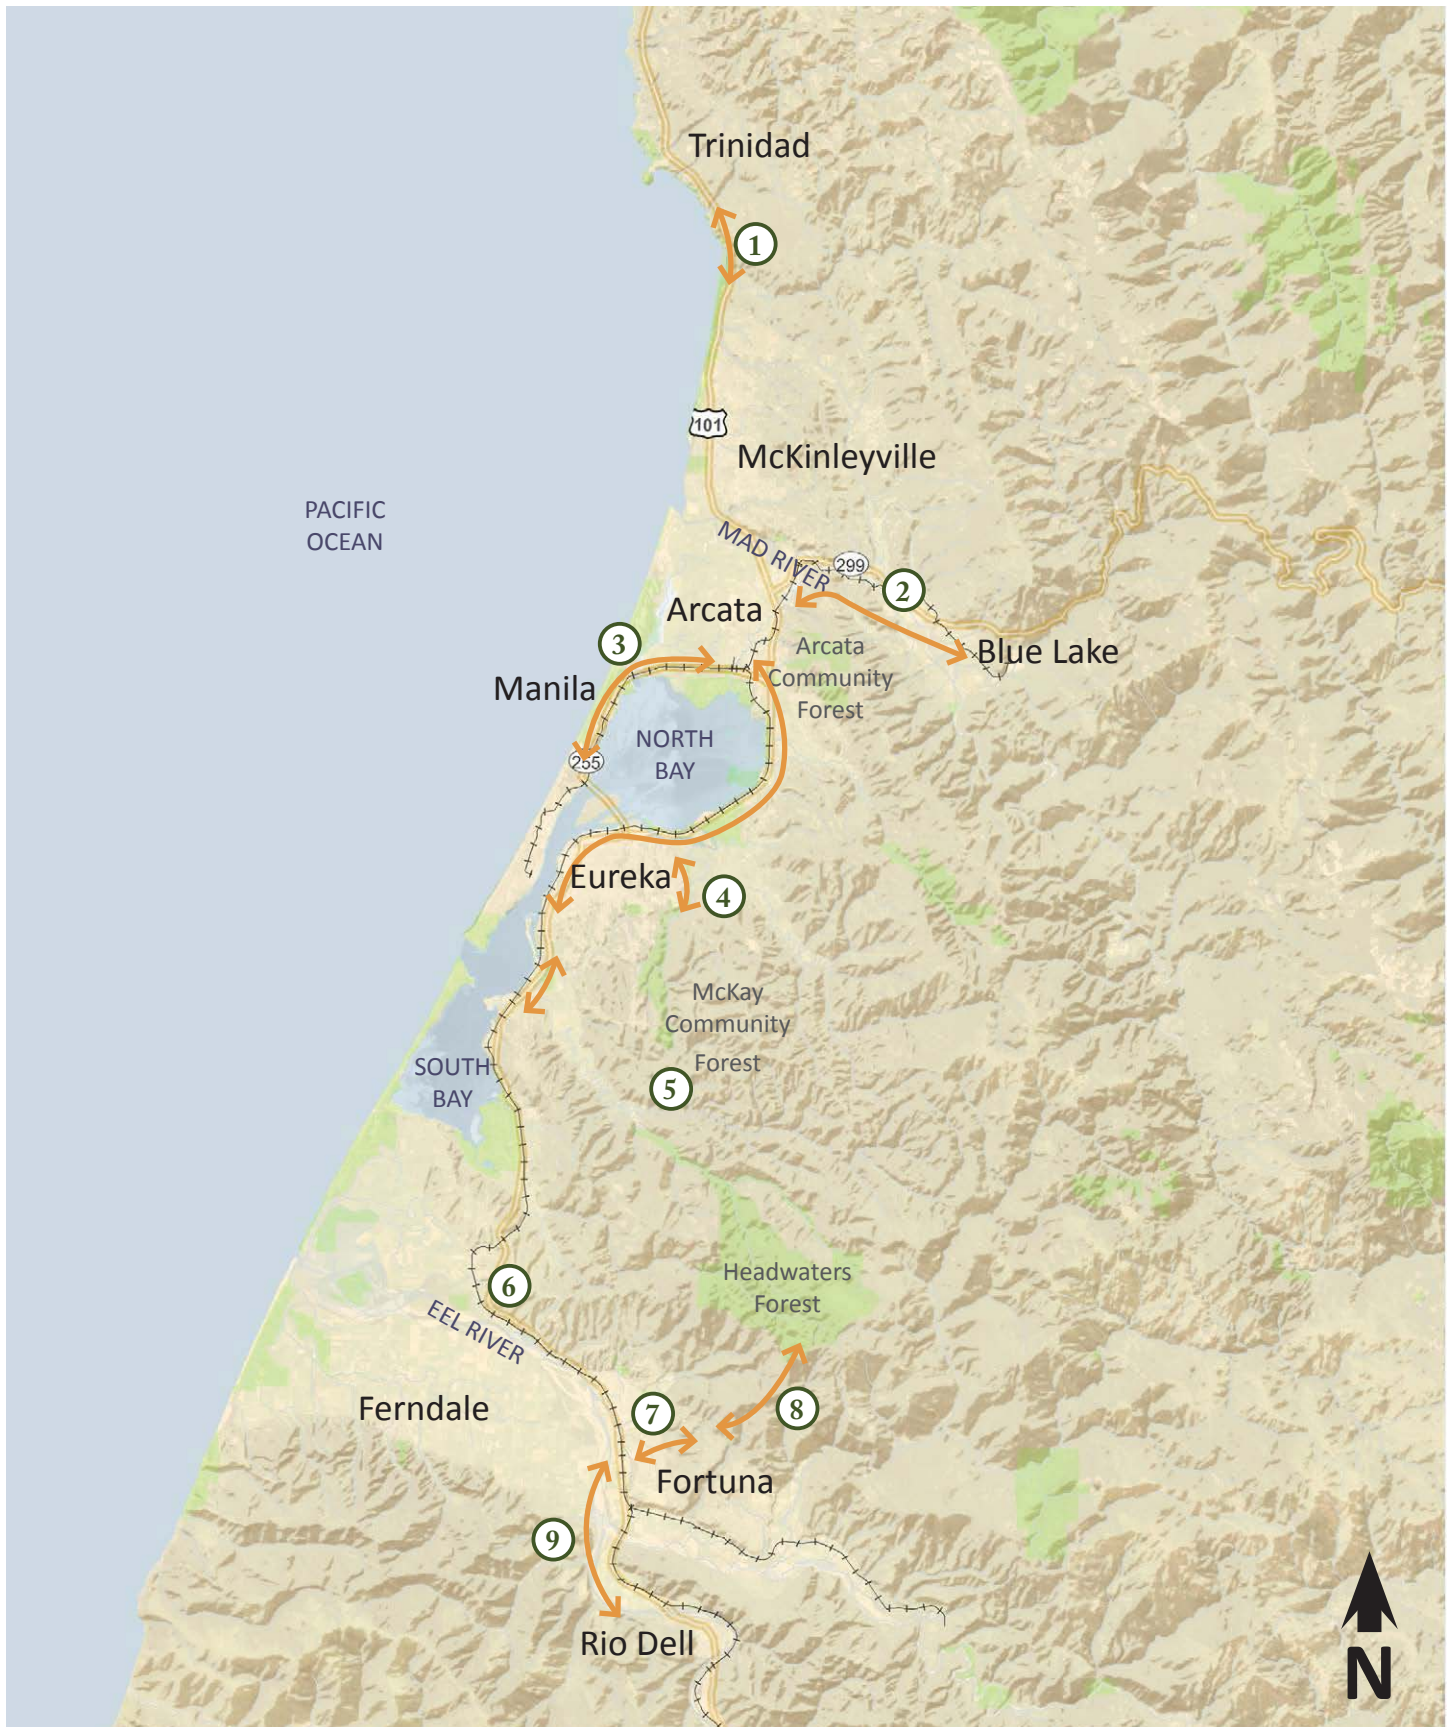 Trinidad
1
101
McKinleyville
PACIFIC
OCEAN
MAD RIVER
299
2
Arcata
3
Arcata
Community
Forest
Blue Lake
Manila
NORTH
BAY
255
Eureka
4
McKay
Community
Forest
SOUTH
BAY
5
Headwaters
Forest
6
EEL RIVER
Ferndale
7
8
Fortuna
9
Rio Dell
N